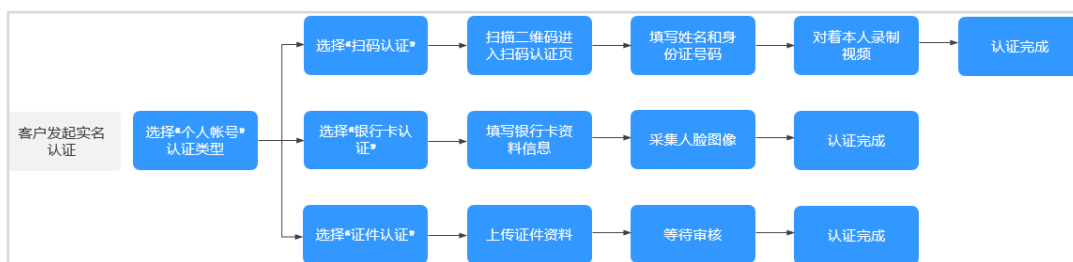 客户发起实名
认证
选择“个人帐号”
认证类型
选择“扫码认证”
扫描二维码进
入扫码认证页
填写姓名和身
份证号码
对着本人录制
视频
认证完成
选择“银行卡认
证”
填写银行卡资
料信息
采集人脸图像
认证完成
选择“证件认证”
上传证件资料
等待审核
认证完成